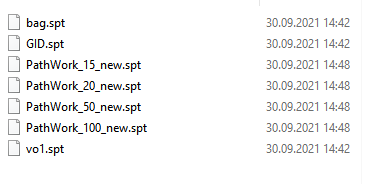 bag.spt 30.09.2021 14:42
GID.spt 30.09.2021 14:42
PathWork_15_new.spt 30.09.2021 14:48
PathWork_20_new.spt 30.09.2021 14:48
PathWork_50_new.spt 30.09.2021 14:48
PathWork_100_new.spt 30.09.2021 14:48
vo1.spt 30.09.2021 14:42